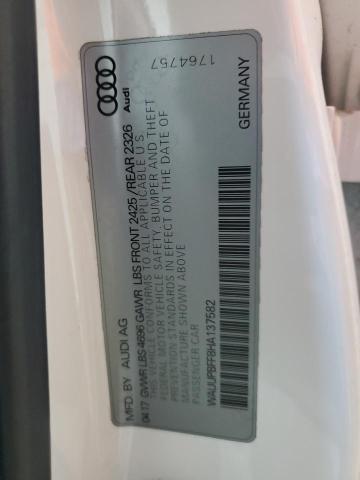 1764757
Audi
MFD. BY AUDI AG
04.17 GVWR LBS 4696 GAWR LBS FRONT 2425/REAR 2326
THIS VEHICLE CONFORMS TO ALL APPLICABLE U.S.
FEDERAL MOTOR VEHICLE SAFETY, BUMPER AND THEFT
PREVENTION STANDARDS IN EFFECT ON THE DATE OF
MANUFACTURE SHOWN ABOVE
PASSENGER CAR
WAUUPBFF8HA137582
GERMANY